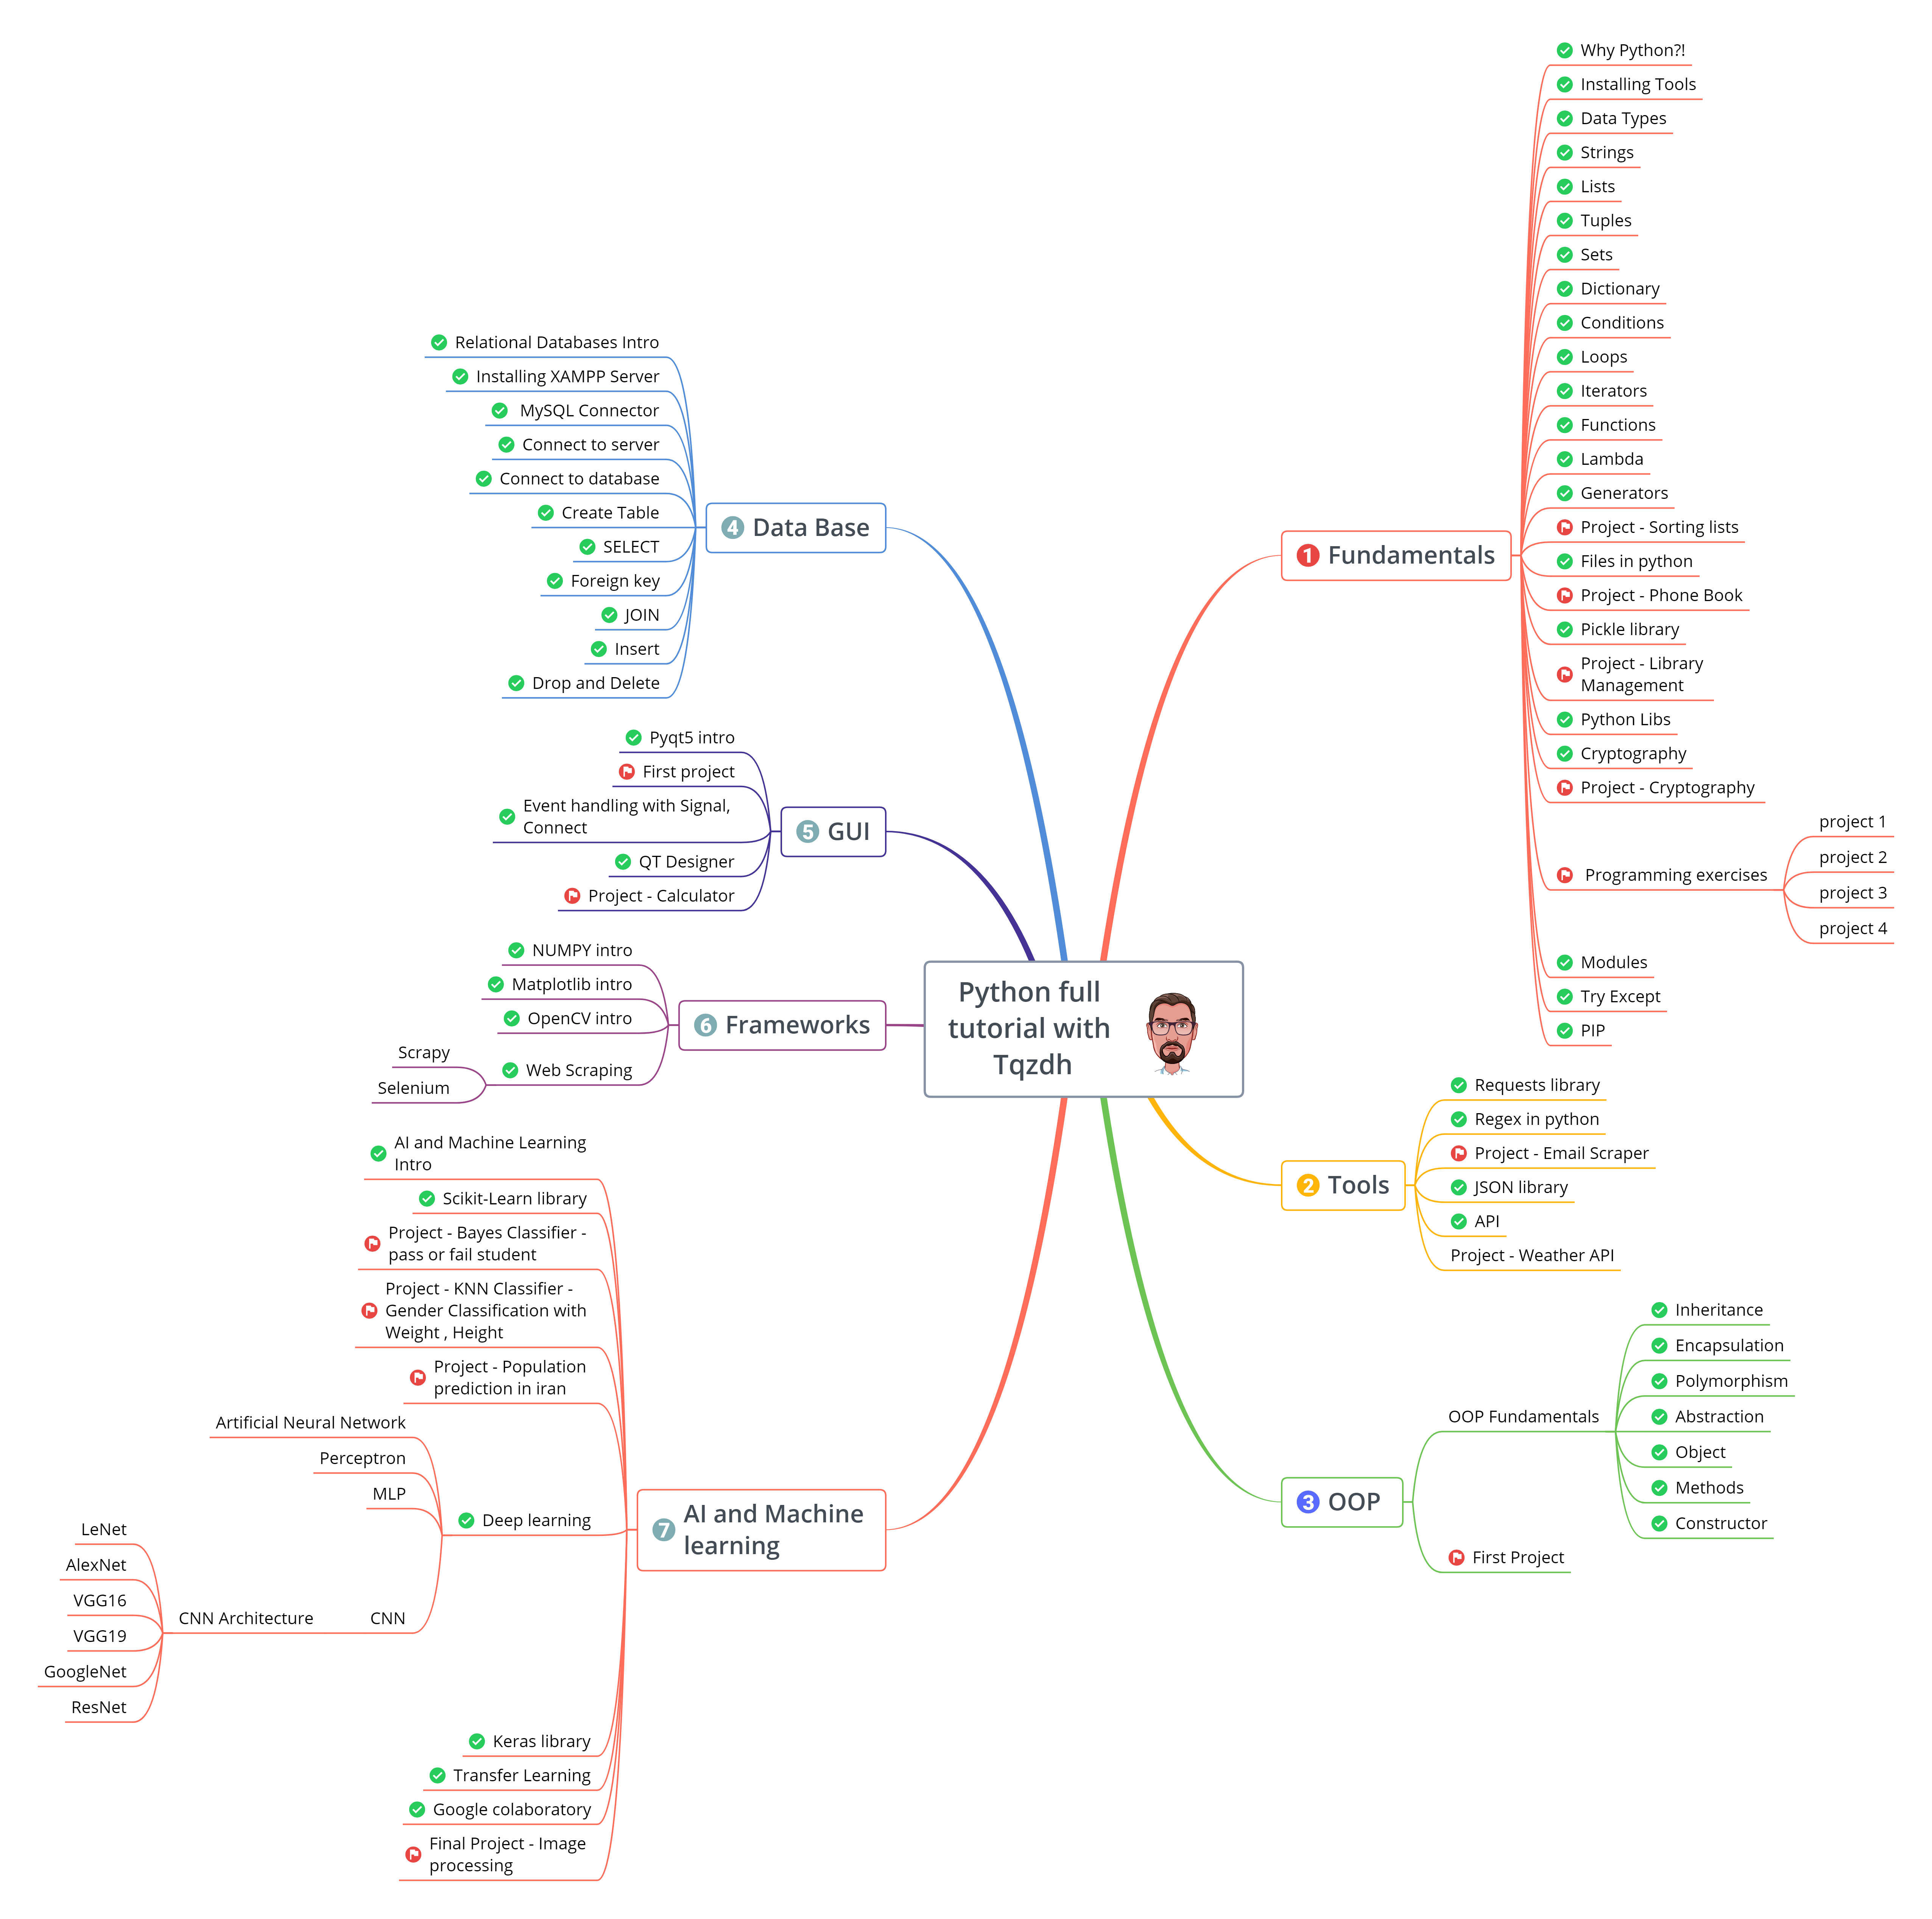 Python full
tutorial with
Tqzdh
1 Fundamentals
Why Python?!
Installing Tools
Data Types
Strings
Lists
Tuples
Sets
Dictionary
Conditions
Loops
Iterators
Functions
Lambda
Generators
Project - Sorting lists
Files in python
Project - Phone Book
Pickle library
Project - Library
Management
Python Libs
Cryptography
Project - Cryptography
Programming exercises
project 1
project 2
project 3
project 4
Modules
Try Except
PIP
2 Tools
Requests library
Regex in python
Project - Email Scraper
JSON library
API
Project - Weather API
3 OOP
OOP Fundamentals
Inheritance
Encapsulation
Polymorphism
Abstraction
Object
Methods
Constructor
First Project
4 Data Base
Relational Databases Intro
Installing XAMPP Server
MySQL Connector
Connect to server
Connect to database
Create Table
SELECT
Foreign key
JOIN
Insert
Drop and Delete
5 GUI
Pyqt5 intro
First project
Event handling with Signal,
Connect
QT Designer
Project - Calculator
6 Frameworks
NUMPY intro
Matplotlib intro
OpenCV intro
Web Scraping
Scrapy
Selenium
7 AI and Machine
learning
AI and Machine Learning
Intro
Scikit-Learn library
Project - Bayes Classifier -
pass or fail student
Project - KNN Classifier -
Gender Classification with
Weight , Height
Project - Population
prediction in iran
Deep learning
Artificial Neural Network
Perceptron
MLP
CNN
CNN Architecture
LeNet
AlexNet
VGG16
VGG19
GoogleNet
ResNet
Keras library
Transfer Learning
Google colaboratory
Final Project - Image
processing